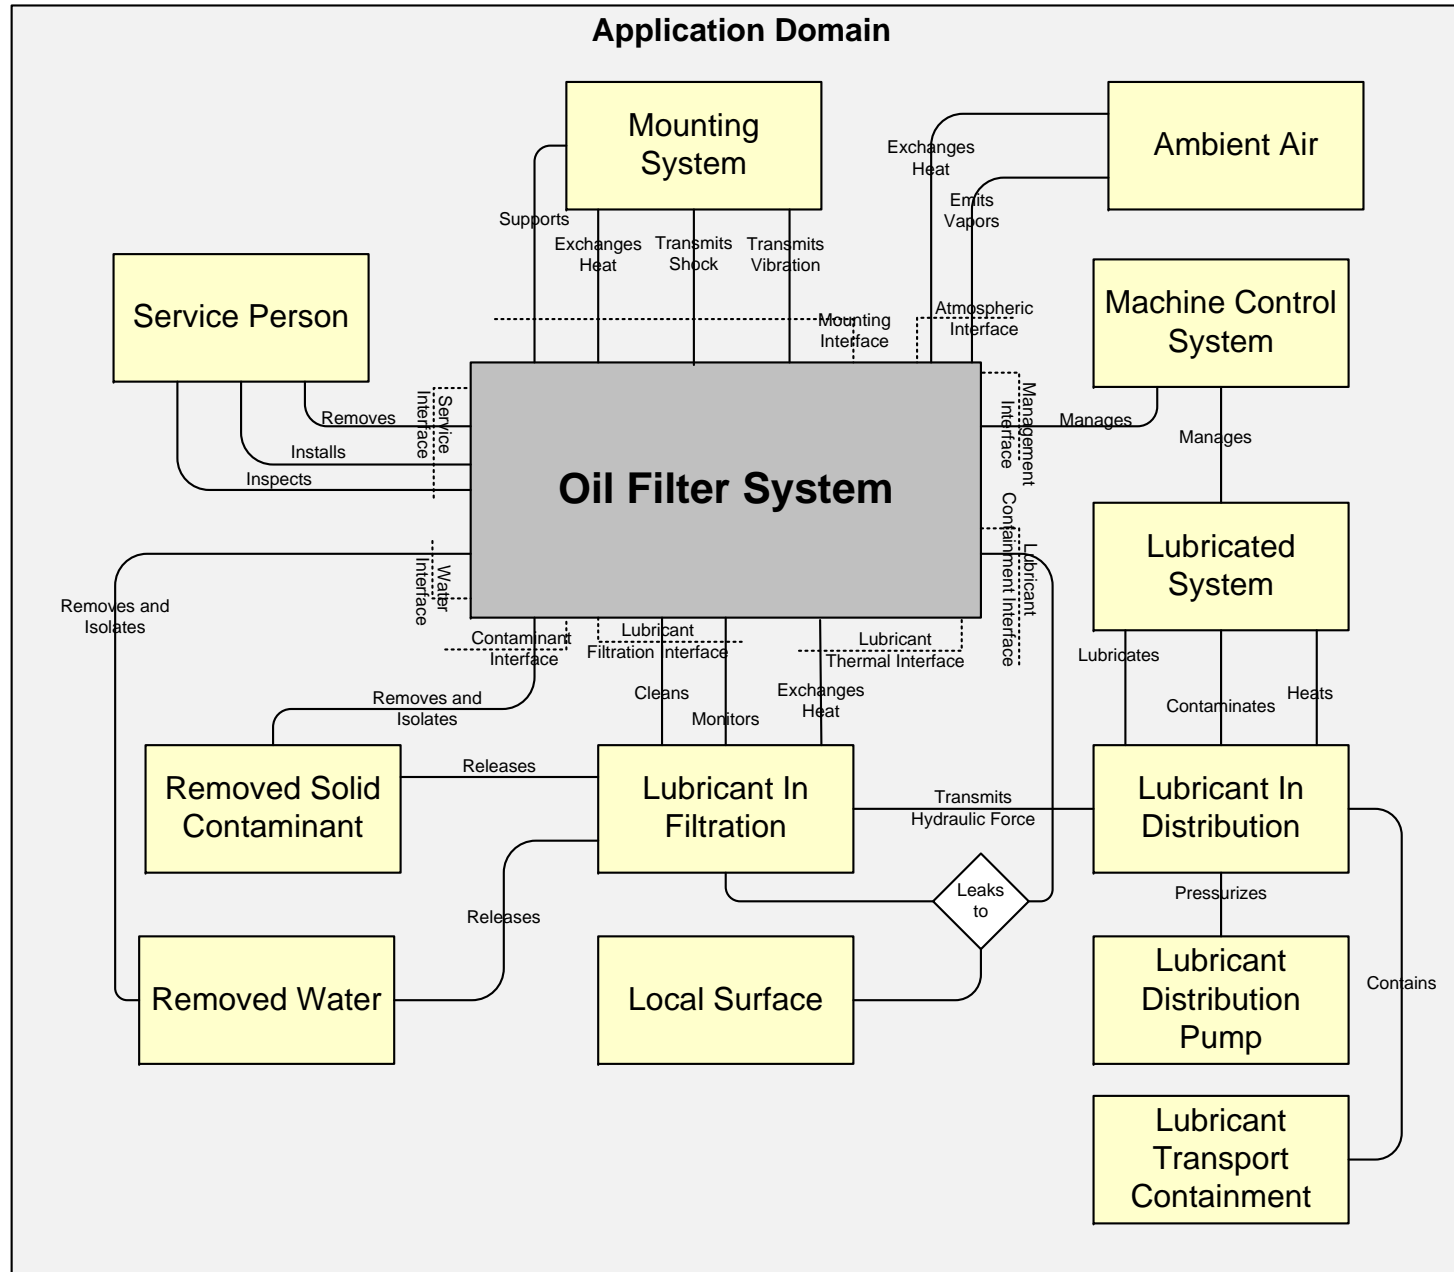 Application Domain
Mounting
System
Ambient Air
Exchanges
Heat
Emits
Vapors
Supports
Exchanges
Heat
Transmits
Shock
Transmits
Vibration
Service Person
Machine Control
System
Mounting
Interface
Atmospheric
Interface
Removes
Installs
Inspects
Service
Interface
Oil Filter System
Management
Interface
Manages
Manages
Lubricant
Containment Interface
Lubricated
System
Water
Interface
Removes and
Isolates
Contaminant
Interface
Lubricant
Filtration Interface
Lubricant
Thermal Interface
Lubricates
Contaminates
Heats
Removes and
Isolates
Cleans
Monitors
Exchanges
Heat
Removed Solid
Contaminant
Releases
Lubricant In
Filtration
Transmits
Hydraulic Force
Lubricant In
Distribution
Releases
Leaks
to
Pressurizes
Removed Water
Local Surface
Lubricant
Distribution
Pump
Contains
Lubricant
Transport
Containment